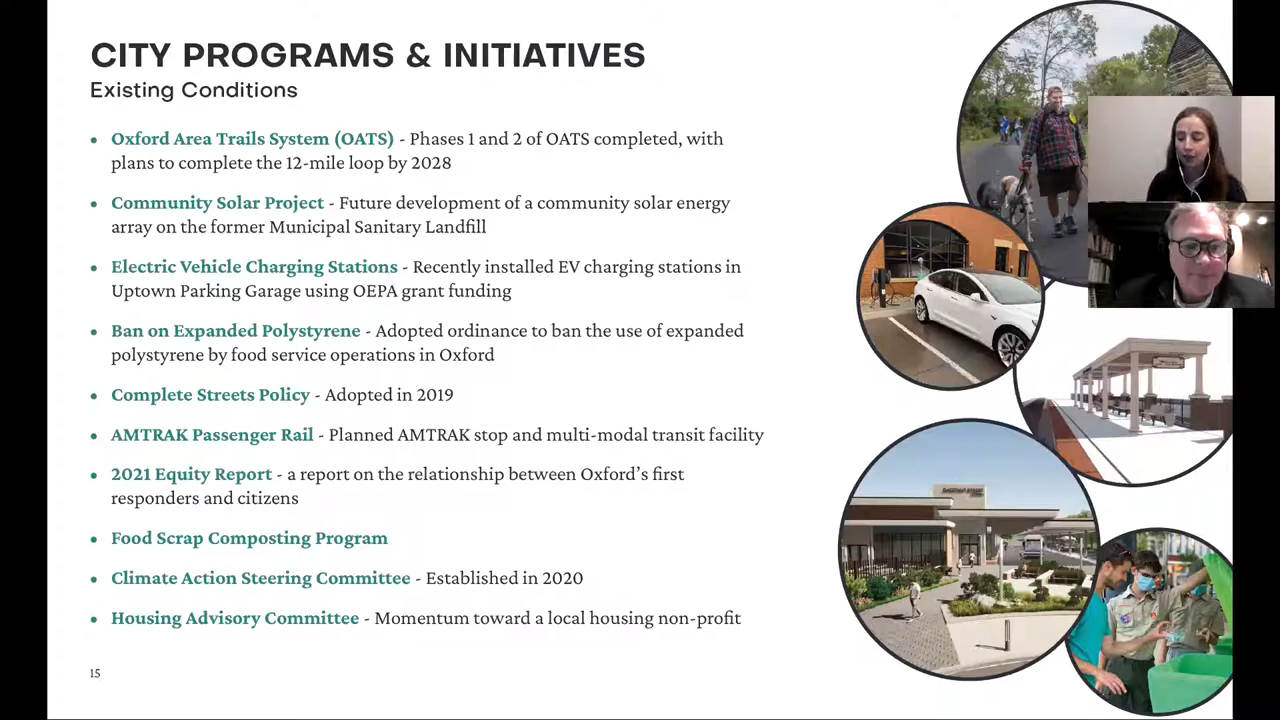 CITY PROGRAMS & INITIATIVES
Existing Conditions
• Oxford Area Trails System (OATS) - Phases 1 and 2 of OATS completed, with
plans to complete the 12-mile loop by 2028
• Community Solar Project - Future development of a community solar energy
array on the former Municipal Sanitary Landfill
• Electric Vehicle Charging Stations - Recently installed EV charging stations in
Uptown Parking Garage using OEPA grant funding
• Ban on Expanded Polystyrene - Adopted ordinance to ban the use of expanded
polystyrene by food service operations in Oxford
• Complete Streets Policy - Adopted in 2019
• AMTRAK Passenger Rail - Planned AMTRAK stop and multi-modal transit facility
• 2021 Equity Report - a report on the relationship between Oxford’s first
responders and citizens
• Food Scrap Composting Program
• Climate Action Steering Committee - Established in 2020
• Housing Advisory Committee - Momentum toward a local housing non-profit
15